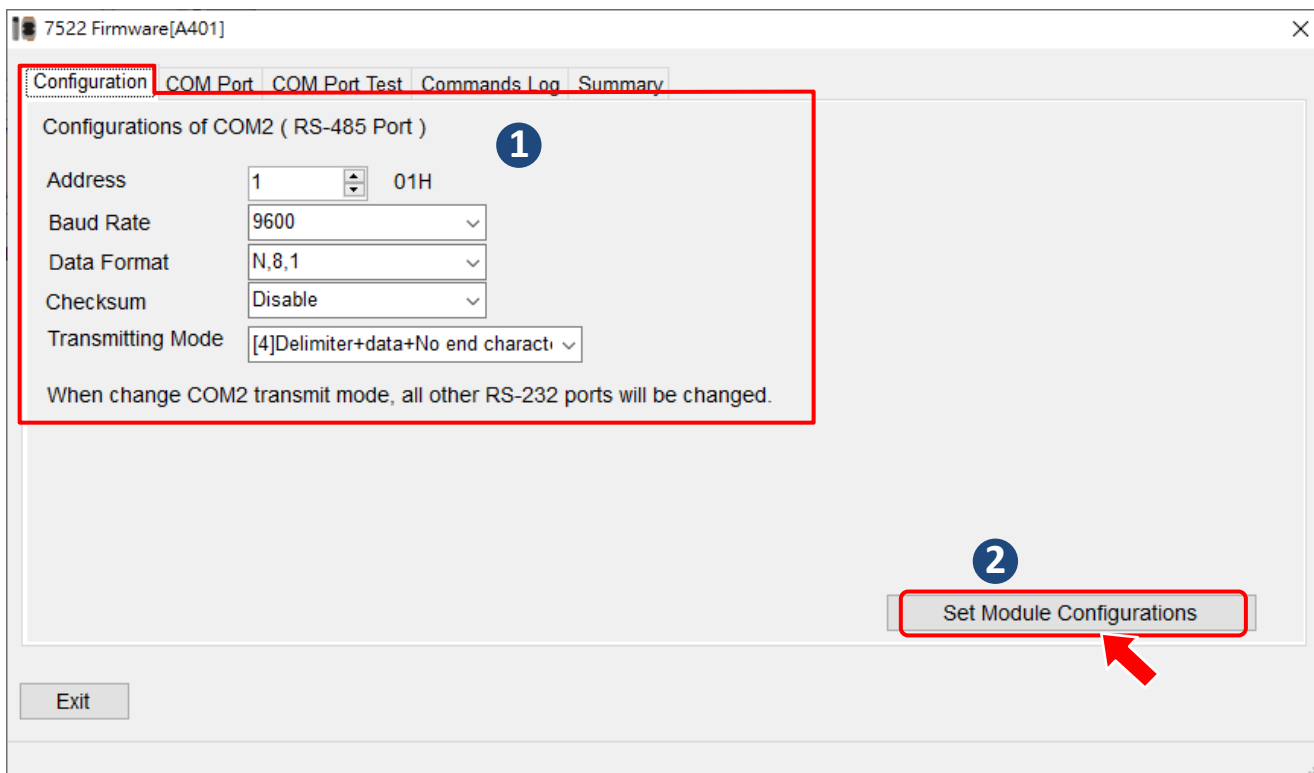 7522 Firmware[A401]
Configuration COM Port COM Port Test Commands Log Summary
Configurations of COM2 ( RS-485 Port )
1
Address 1 01H
Baud Rate 9600
Data Format N,8,1
Checksum Disable
Transmitting Mode [4]Delimiter+data+No end charact
When change COM2 transmit mode, all other RS-232 ports will be changed.
2
Set Module Configurations
Exit